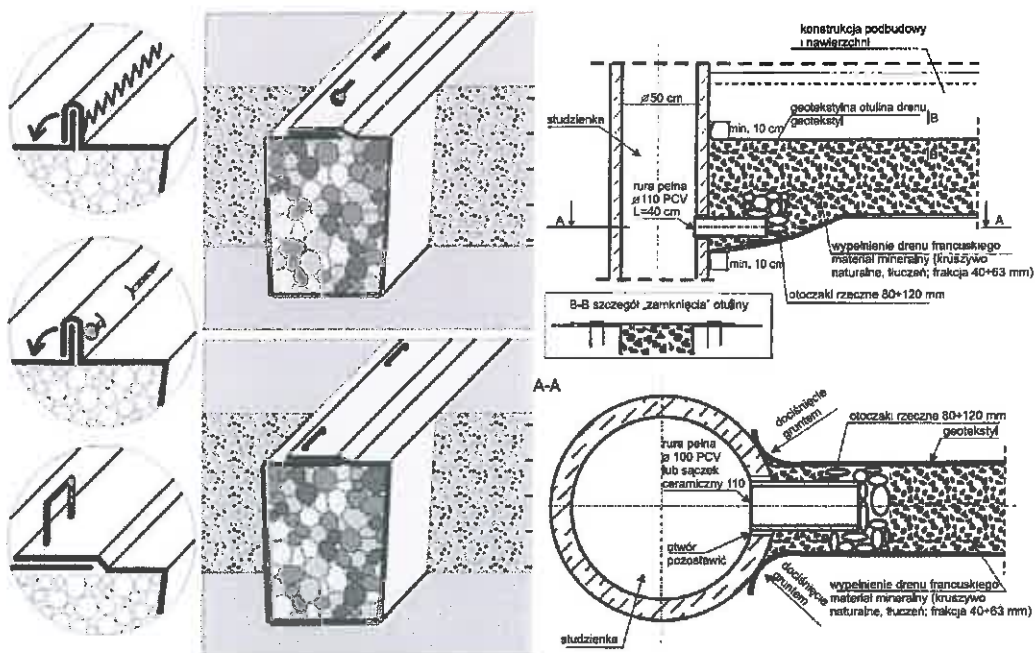 konstrukcja podbudowy
i nawierzchni
ø50 cm
studzienka
geotekstylna otulina drenu
geotekstyl
B
min. 10 cm
B
rura pełna
ø110 PCV
L=40 cm
A
A
min. 10 cm
wypełnienie drenu francuskiego
materiał mineralny (kruszywo
naturalne, tłuczeń; frakcja 40÷63 mm)
otoczaki rzeczne 80÷120 mm
B-B szczegół „zamknięcia” otuliny
A-A
dociśnięcie
gruntem
otoczaki rzeczne 80÷120 mm
geotekstyl
rura pełna
ø 100 PCV
lub sączek
ceramiczny 110
otwór
pozostawić
dociśnięcie
gruntem
wypełnienie drenu francuskiego
materiał mineralny (kruszywo
naturalne, tłuczeń; frakcja 40÷63 mm)
studzienka